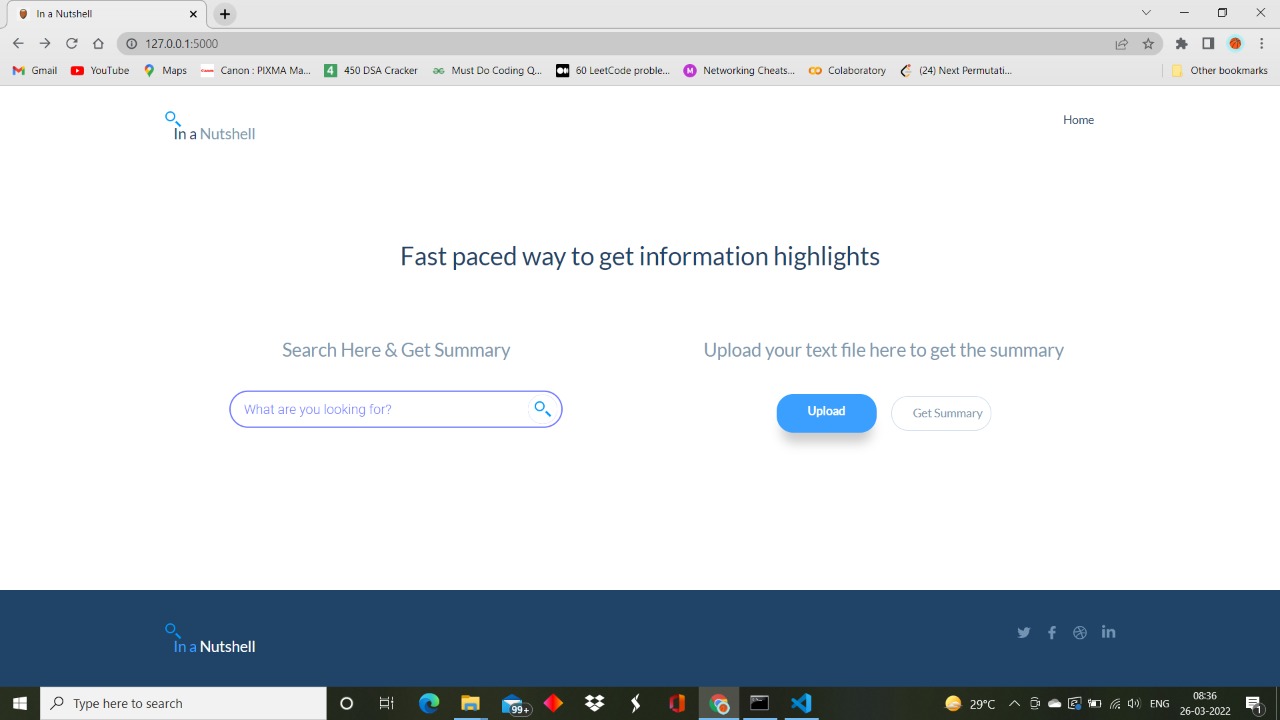 In a Nutshell
127.0.0.1:5000
Gmail
YouTube
Maps
Canon : PIXMA Ma...
450 DSA Cracker
Must Do Coding Q...
60 LeetCode proble...
Networking Cheats...
Colaboratory
(24) Next Permutati...
Other bookmarks
In a Nutshell
Home
Fast paced way to get information highlights
Search Here & Get Summary
What are you looking for?
Upload your text file here to get the summary
Upload
Get Summary
In a Nutshell
Type here to search
99+
29°C
ENG
08:36
26-03-2022
1